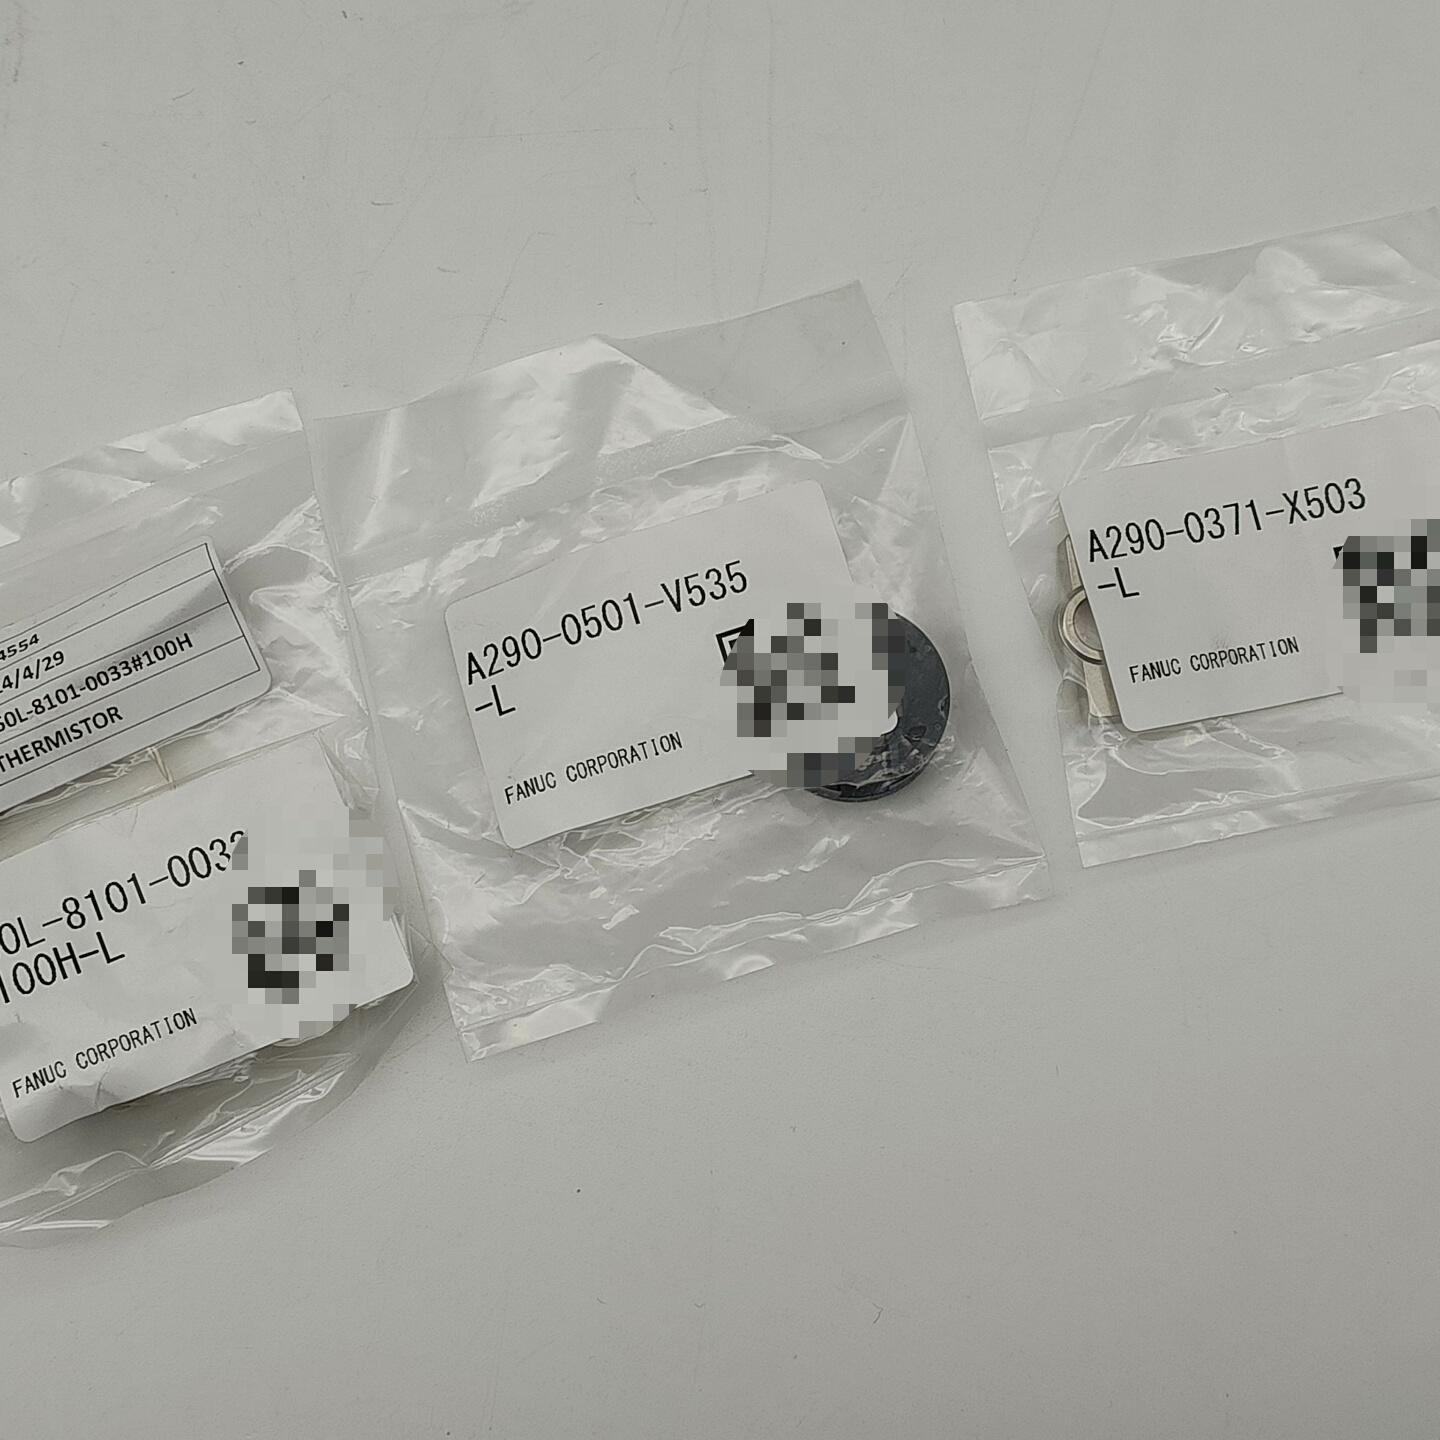 4554
4/4/29
50L-8101-0033#100H
THERMISTOR
0L-8101-0033
100H-L
FANUC CORPORATION
A290-0501-V535
-L
FANUC CORPORATION
A290-0371-X503
-L
FANUC CORPORATION